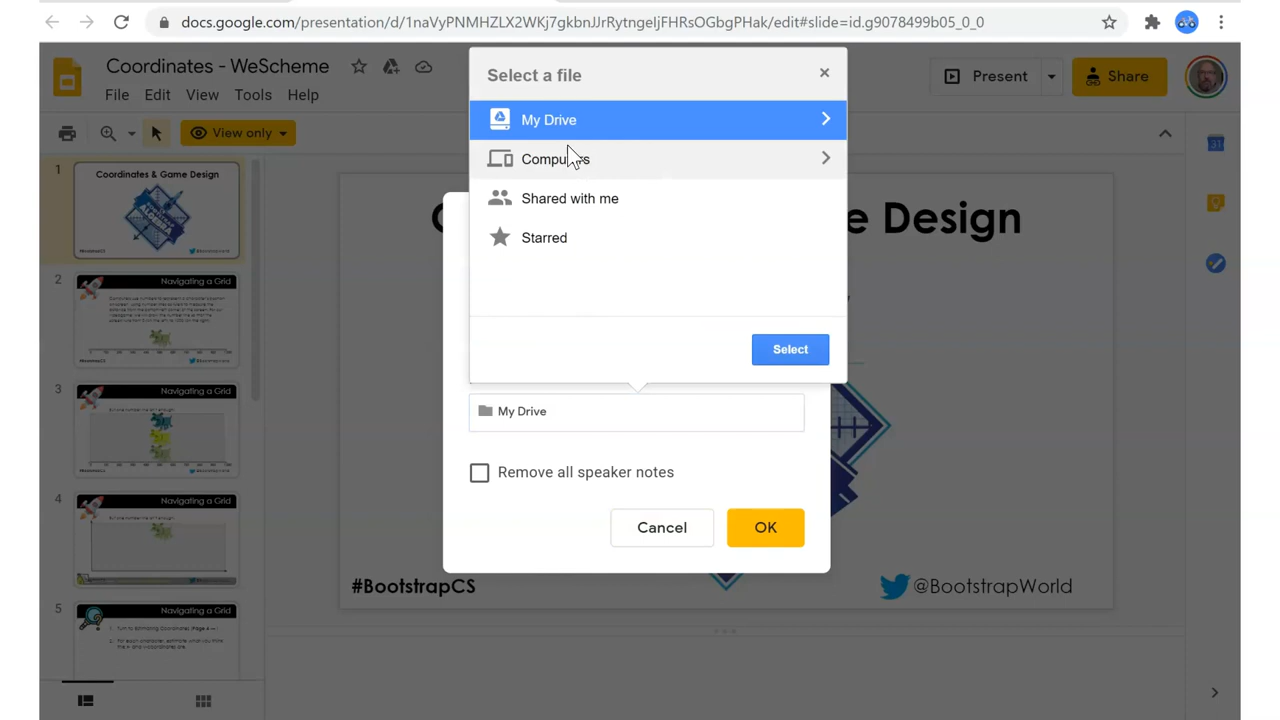 docs.google.com/presentation/d/1naVyPNMHZLX2WKj7gkbnJJrRytngeIjFHRsOGbgPHak/edit#slide=id.g9078499b05_0_0
Coordinates - WeScheme
File Edit View Tools Help
Present
Share
View only
Select a file
My Drive
Computers
Shared with me
Starred
Select
My Drive
Remove all speaker notes
Cancel
OK
1
Coordinates & Game Design
2
Navigating a Grid
3
Navigating a Grid
4
Navigating a Grid
5
Navigating a Grid
e Design
#BootstrapCS
@BootstrapWorld